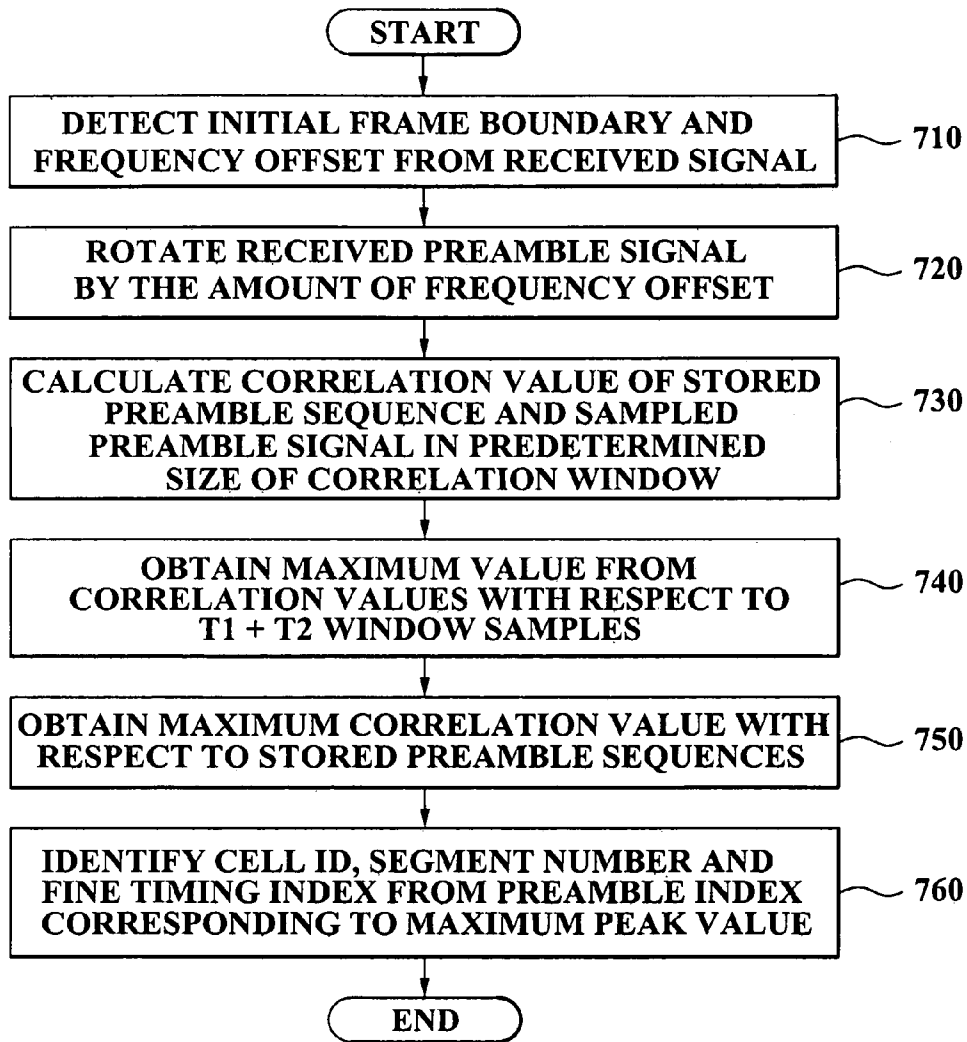 START
DETECT INITIAL FRAME BOUNDARY AND
FREQUENCY OFFSET FROM RECEIVED SIGNAL
710
ROTATE RECEIVED PREAMBLE SIGNAL
BY THE AMOUNT OF FREQUENCY OFFSET
720
CALCULATE CORRELATION VALUE OF STORED
PREAMBLE SEQUENCE AND SAMPLED
PREAMBLE SIGNAL IN PREDETERMINED
SIZE OF CORRELATION WINDOW
730
OBTAIN MAXIMUM VALUE FROM
CORRELATION VALUES WITH RESPECT TO
T1 + T2 WINDOW SAMPLES
740
OBTAIN MAXIMUM CORRELATION VALUE WITH
RESPECT TO STORED PREAMBLE SEQUENCES
750
IDENTIFY CELL ID, SEGMENT NUMBER AND
FINE TIMING INDEX FROM PREAMBLE INDEX
CORRESPONDING TO MAXIMUM PEAK VALUE
760
END